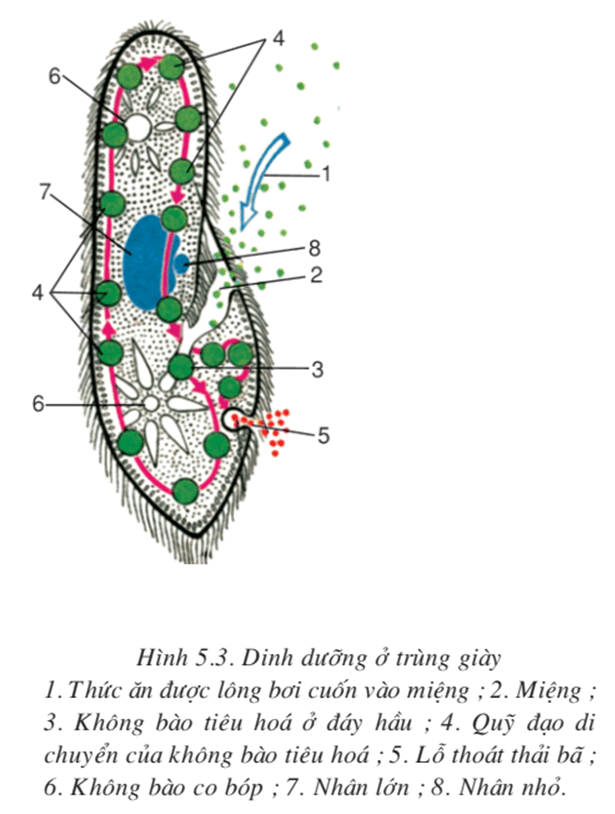 4
6
1
7
8
2
4
3
6
5
Hình 5.3. Dinh dưỡng ở trùng giày
1. Thức ăn được lông bơi cuốn vào miệng ; 2. Miệng ;
3. Không bào tiêu hoá ở đáy hầu ; 4. Quỹ đạo di
chuyển của không bào tiêu hoá ; 5. Lỗ thoát thải bã ;
6. Không bào co bóp ; 7. Nhân lớn ; 8. Nhân nhỏ.